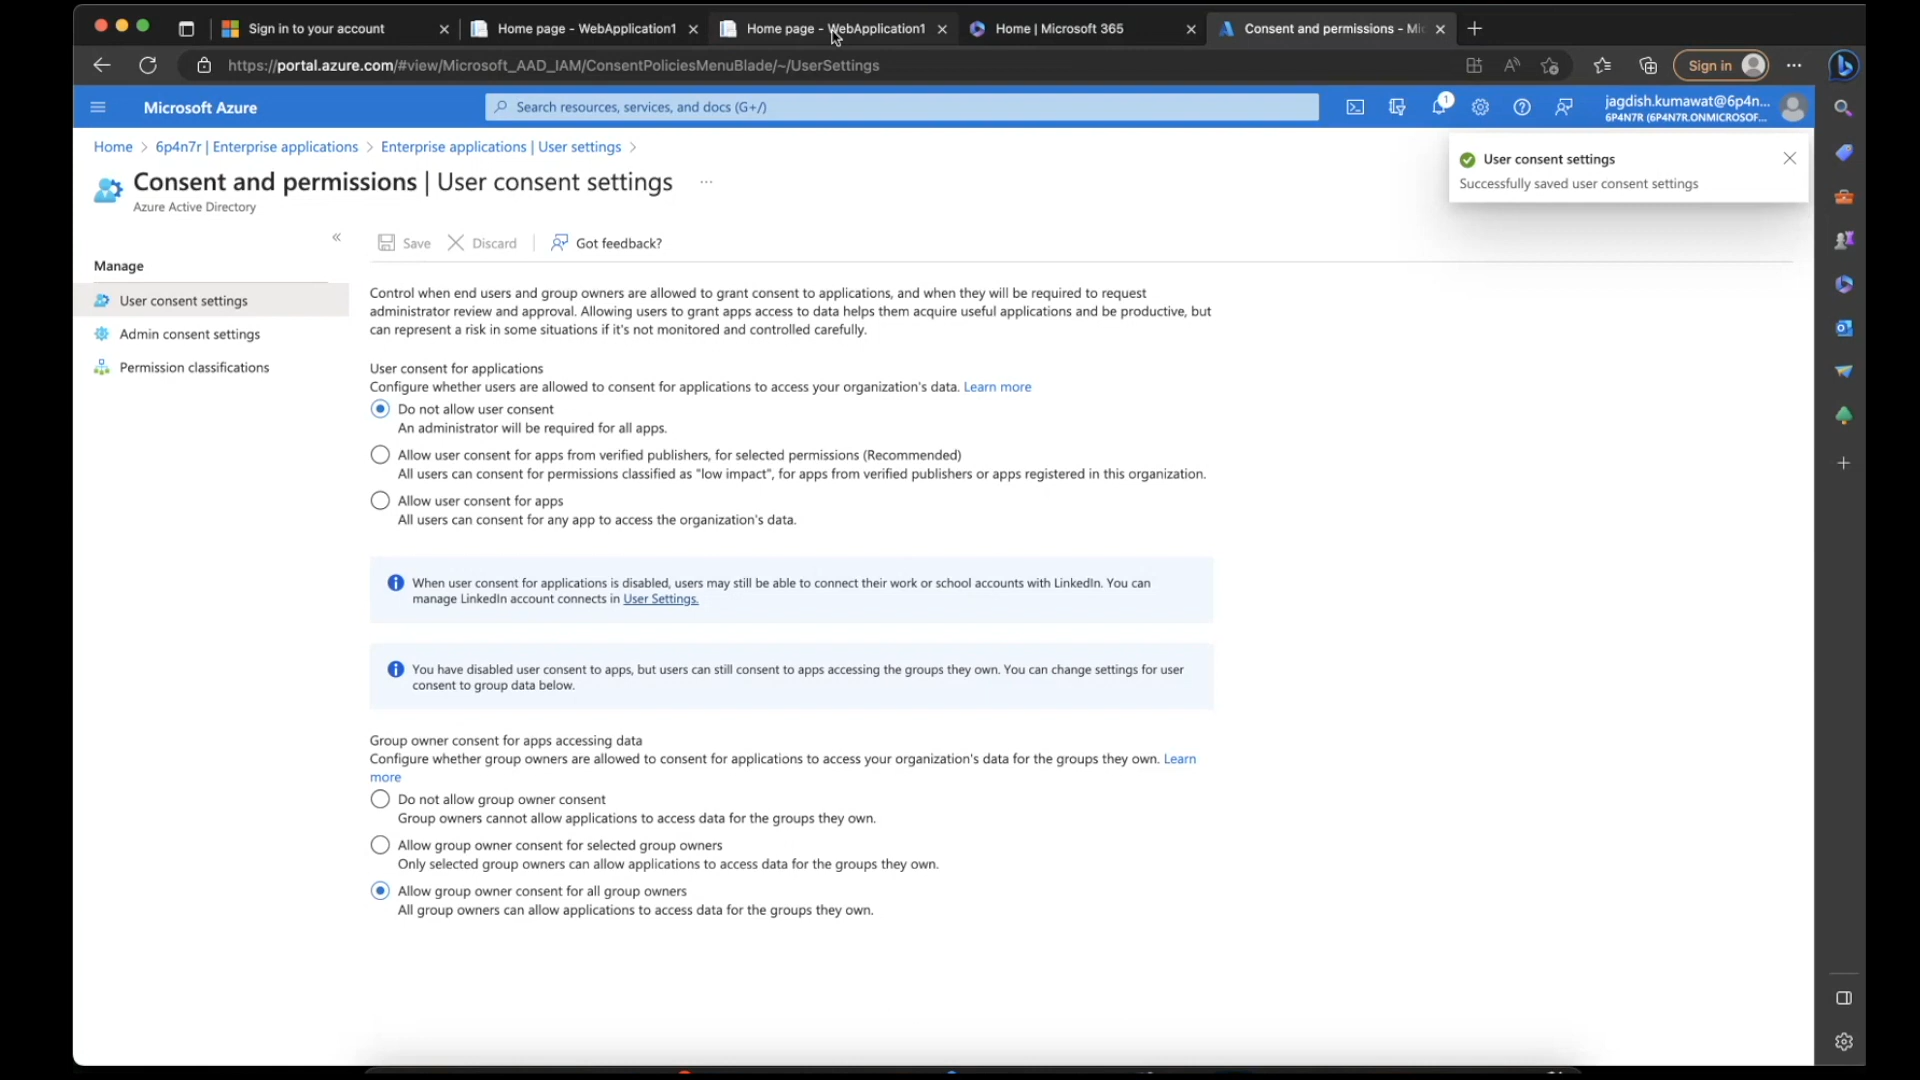 Sign in to your account
Home page - WebApplication1
Home page - WebApplication1
Home | Microsoft 365
Consent and permissions - Mi
https://portal.azure.com/#view/Microsoft_AAD_IAM/ConsentPoliciesMenuBlade/~/UserSettings
Sign in
Microsoft Azure
Search resources, services, and docs (G+/)
1
jagdish.kumawat@6p4n...
6P4N7R (6P4N7R.ONMICROSOF...
Home > 6p4n7r | Enterprise applications > Enterprise applications | User settings >
Consent and permissions | User consent settings ...
Azure Active Directory
User consent settings
Successfully saved user consent settings
Save
Discard
Got feedback?
Manage
User consent settings
Admin consent settings
Permission classifications
Control when end users and group owners are allowed to grant consent to applications, and when they will be required to request
administrator review and approval. Allowing users to grant apps access to data helps them acquire useful applications and be productive, but
can represent a risk in some situations if it's not monitored and controlled carefully.
User consent for applications
Configure whether users are allowed to consent for applications to access your organization's data. Learn more
Do not allow user consent
An administrator will be required for all apps.
Allow user consent for apps from verified publishers, for selected permissions (Recommended)
All users can consent for permissions classified as "low impact", for apps from verified publishers or apps registered in this organization.
Allow user consent for apps
All users can consent for any app to access the organization's data.
When user consent for applications is disabled, users may still be able to connect their work or school accounts with LinkedIn. You can
manage LinkedIn account connects in User Settings.
You have disabled user consent to apps, but users can still consent to apps accessing the groups they own. You can change settings for user
consent to group data below.
Group owner consent for apps accessing data
Configure whether group owners are allowed to consent for applications to access your organization's data for the groups they own. Learn
more
Do not allow group owner consent
Group owners cannot allow applications to access data for the groups they own.
Allow group owner consent for selected group owners
Only selected group owners can allow applications to access data for the groups they own.
Allow group owner consent for all group owners
All group owners can allow applications to access data for the groups they own.